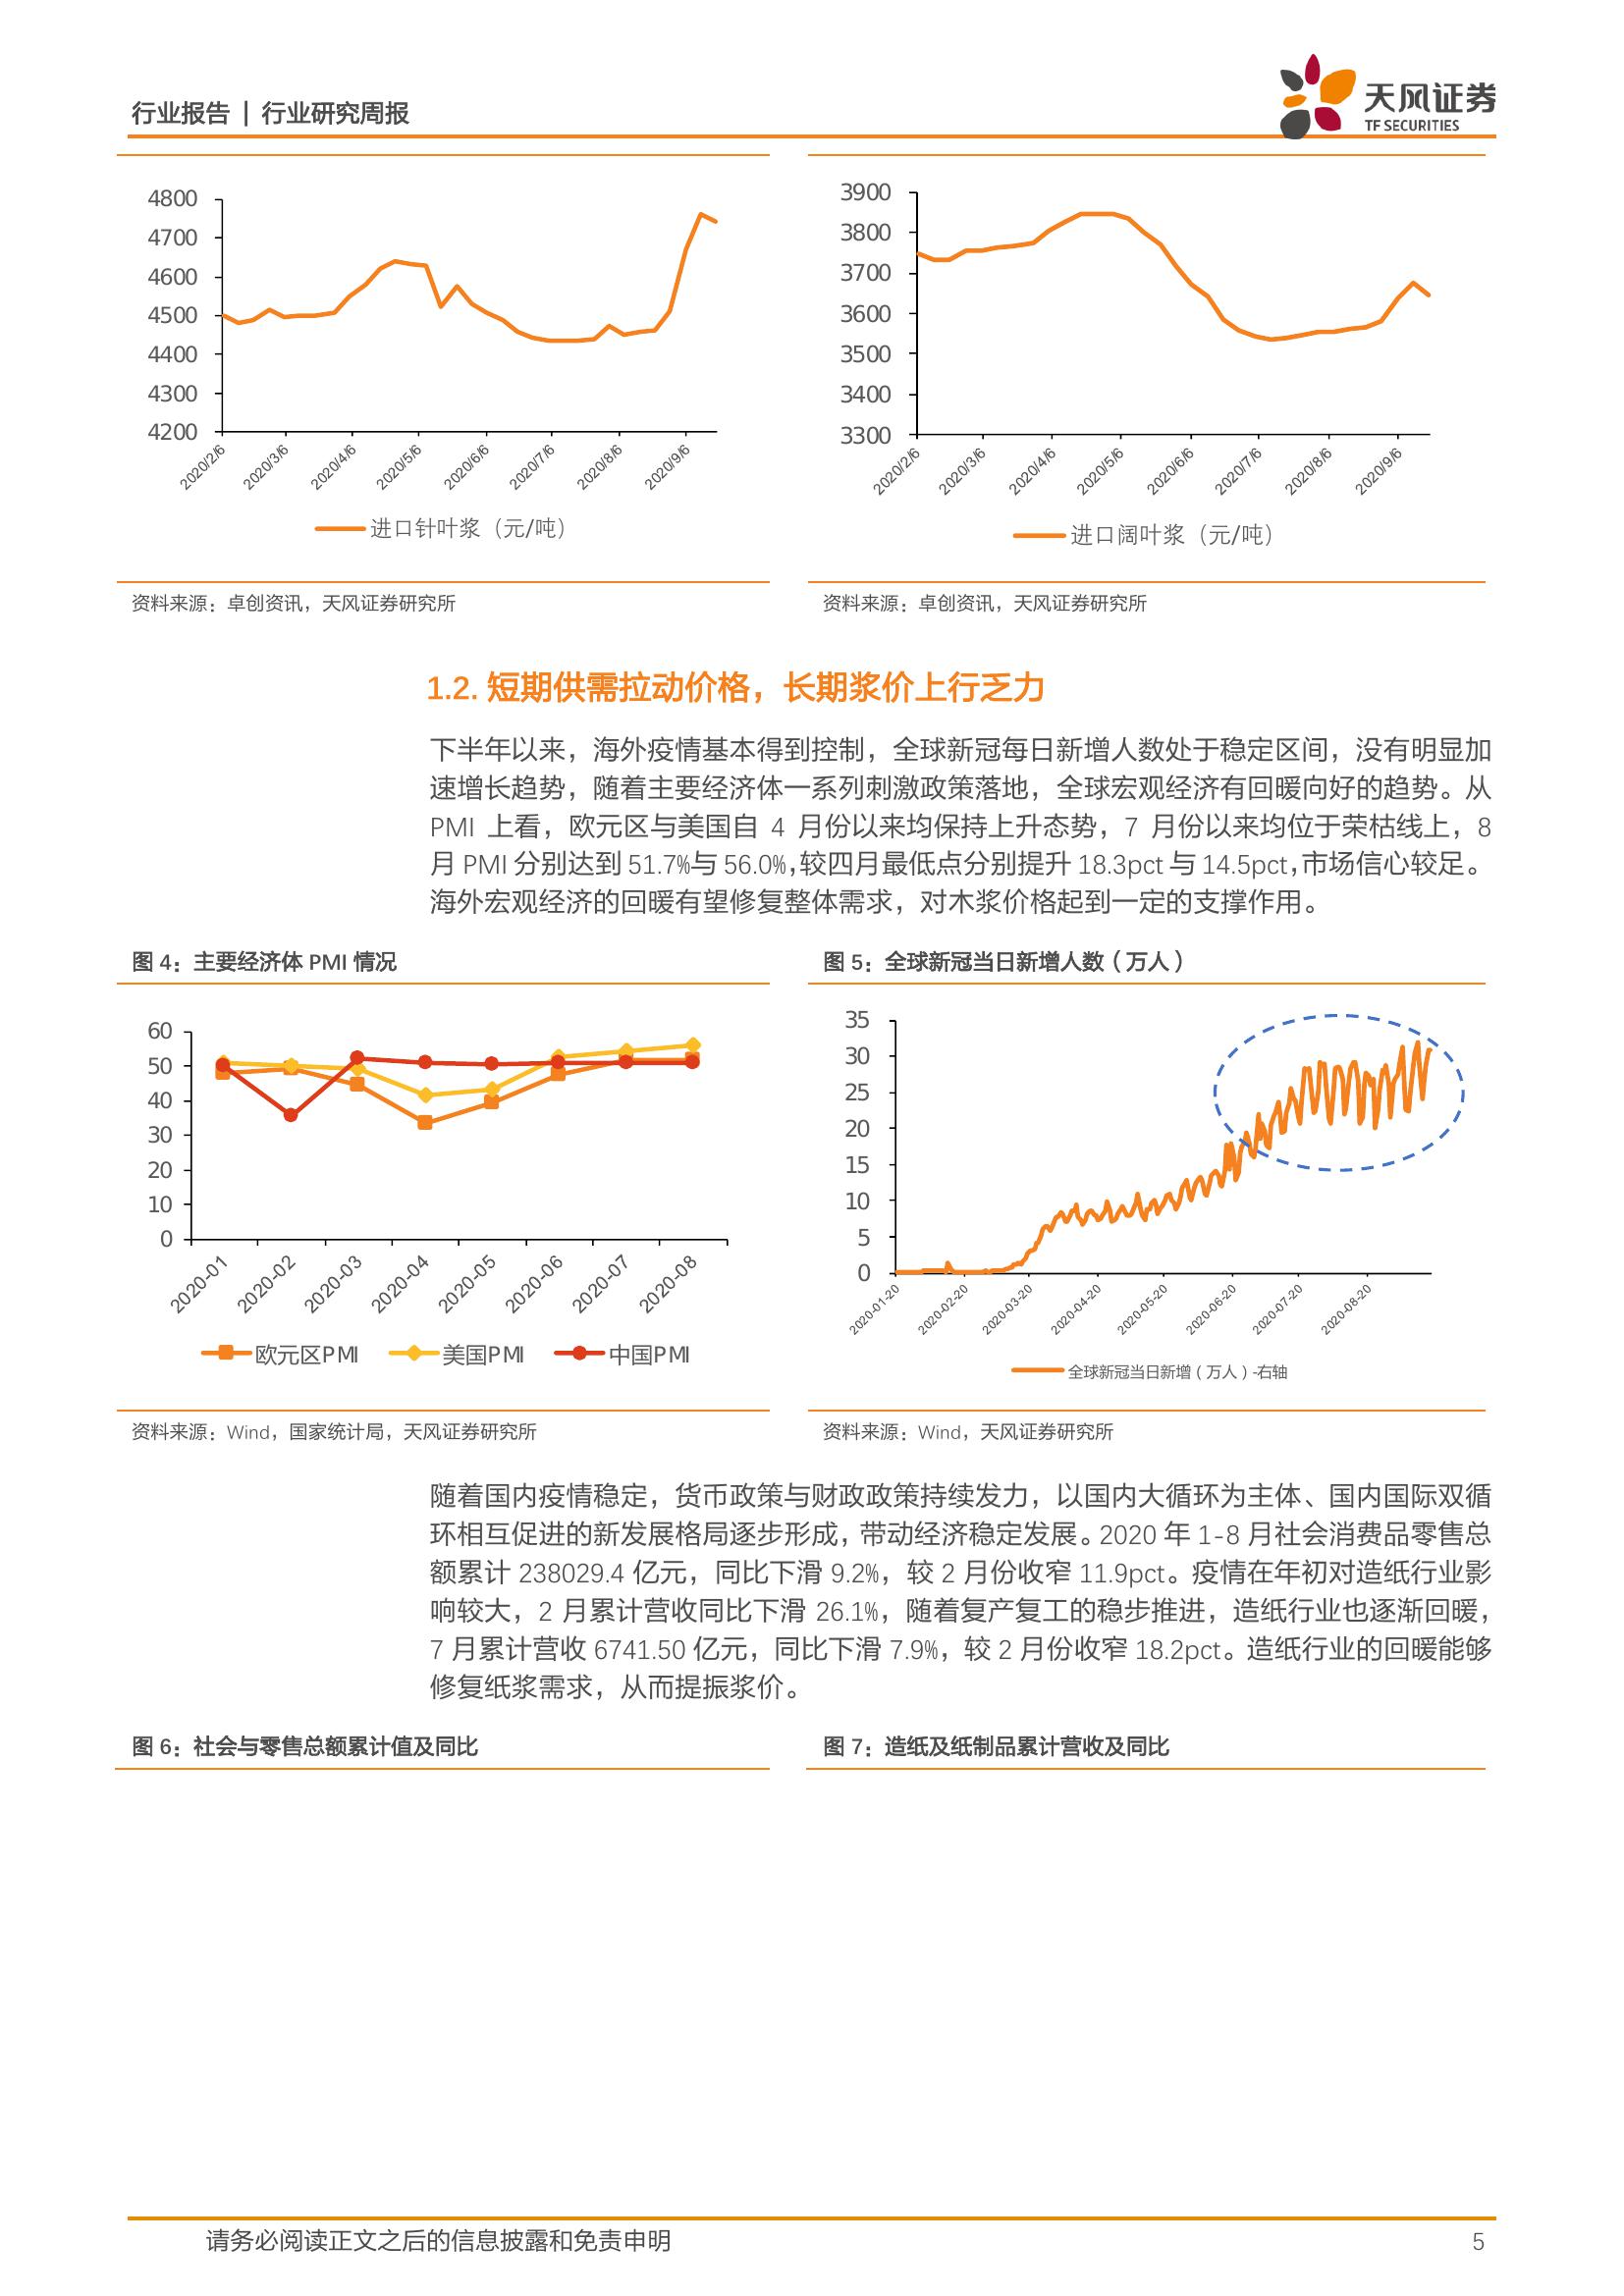 行业报告 | 行业研究周报
天风证券
TF SECURITIES
4800
4700
4600
4500
4400
4300
4200
2020/2/6
2020/3/6
2020/4/6
2020/5/6
2020/6/6
2020/7/6
2020/8/6
2020/9/6
进口针叶浆（元/吨）
3900
3800
3700
3600
3500
3400
3300
2020/2/6
2020/3/6
2020/4/6
2020/5/6
2020/6/6
2020/7/6
2020/8/6
2020/9/6
进口阔叶浆（元/吨）
资料来源：卓创资讯，天风证券研究所
资料来源：卓创资讯，天风证券研究所
1.2. 短期供需拉动价格，长期浆价上行乏力
下半年以来，海外疫情基本得到控制，全球新冠每日新增人数处于稳定区间，没有明显加
速增长趋势，随着主要经济体一系列刺激政策落地，全球宏观经济有回暖向好的趋势。从
PMI 上看，欧元区与美国自 4 月份以来均保持上升态势，7 月份以来均位于荣枯线上，8
月 PMI 分别达到 51.7%与 56.0%，较四月最低点分别提升 18.3pct 与 14.5pct，市场信心较足。
海外宏观经济的回暖有望修复整体需求，对木浆价格起到一定的支撑作用。
图 4：主要经济体 PMI 情况
图 5：全球新冠当日新增人数（万人）
60
50
40
30
20
10
0
2020-01
2020-02
2020-03
2020-04
2020-05
2020-06
2020-07
2020-08
欧元区PMI
美国PMI
中国PMI
35
30
25
20
15
10
5
0
2020-01-20
2020-02-20
2020-03-20
2020-04-20
2020-05-20
2020-06-20
2020-07-20
2020-08-20
全球新冠当日新增（万人）-右轴
资料来源：Wind，国家统计局，天风证券研究所
资料来源：Wind，天风证券研究所
随着国内疫情稳定，货币政策与财政政策持续发力，以国内大循环为主体、国内国际双循
环相互促进的新发展格局逐步形成，带动经济稳定发展。2020 年 1-8 月社会消费品零售总
额累计 238029.4 亿元，同比下滑 9.2%，较 2 月份收窄 11.9pct。疫情在年初对造纸行业影
响较大，2 月累计营收同比下滑 26.1%，随着复产复工的稳步推进，造纸行业也逐渐回暖，
7 月累计营收 6741.50 亿元，同比下滑 7.9%，较 2 月份收窄 18.2pct。造纸行业的回暖能够
修复纸浆需求，从而提振浆价。
图 6：社会与零售总额累计值及同比
图 7：造纸及纸制品累计营收及同比
请务必阅读正文之后的信息披露和免责申明
5